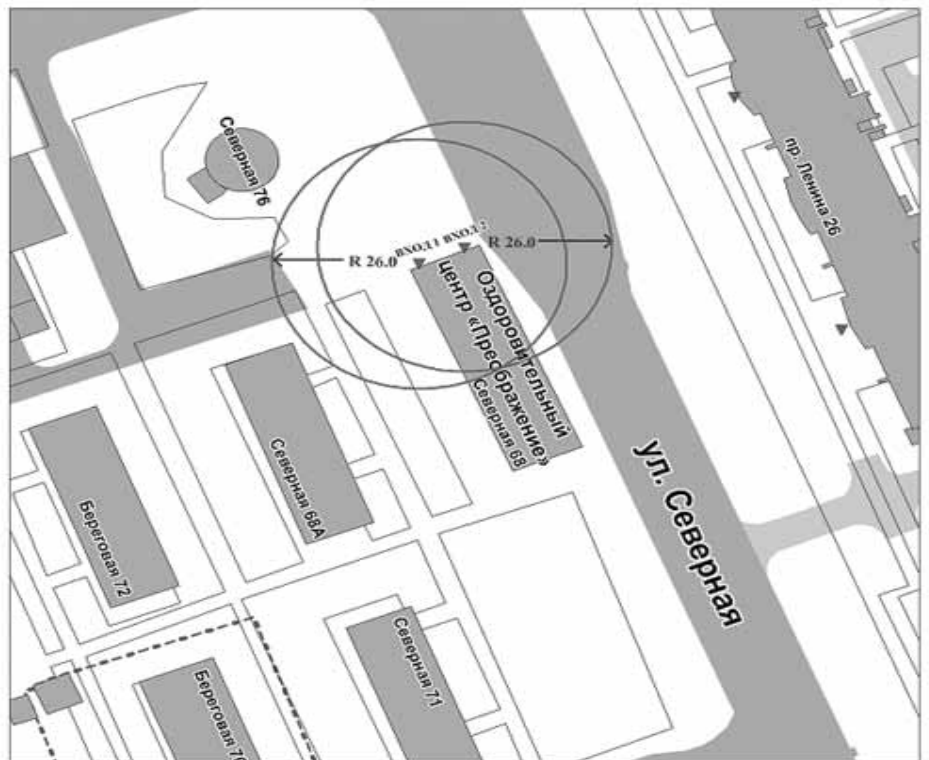 Северная 76
пр. Ленина 26
R 26.0
ВХОД 1 ВХОД 2
R 26.0
Оздоровительный
центр «Преображение»
Северная 68
Северная 68А
Береговая 72
ул. Северная
Северная 71
Береговая